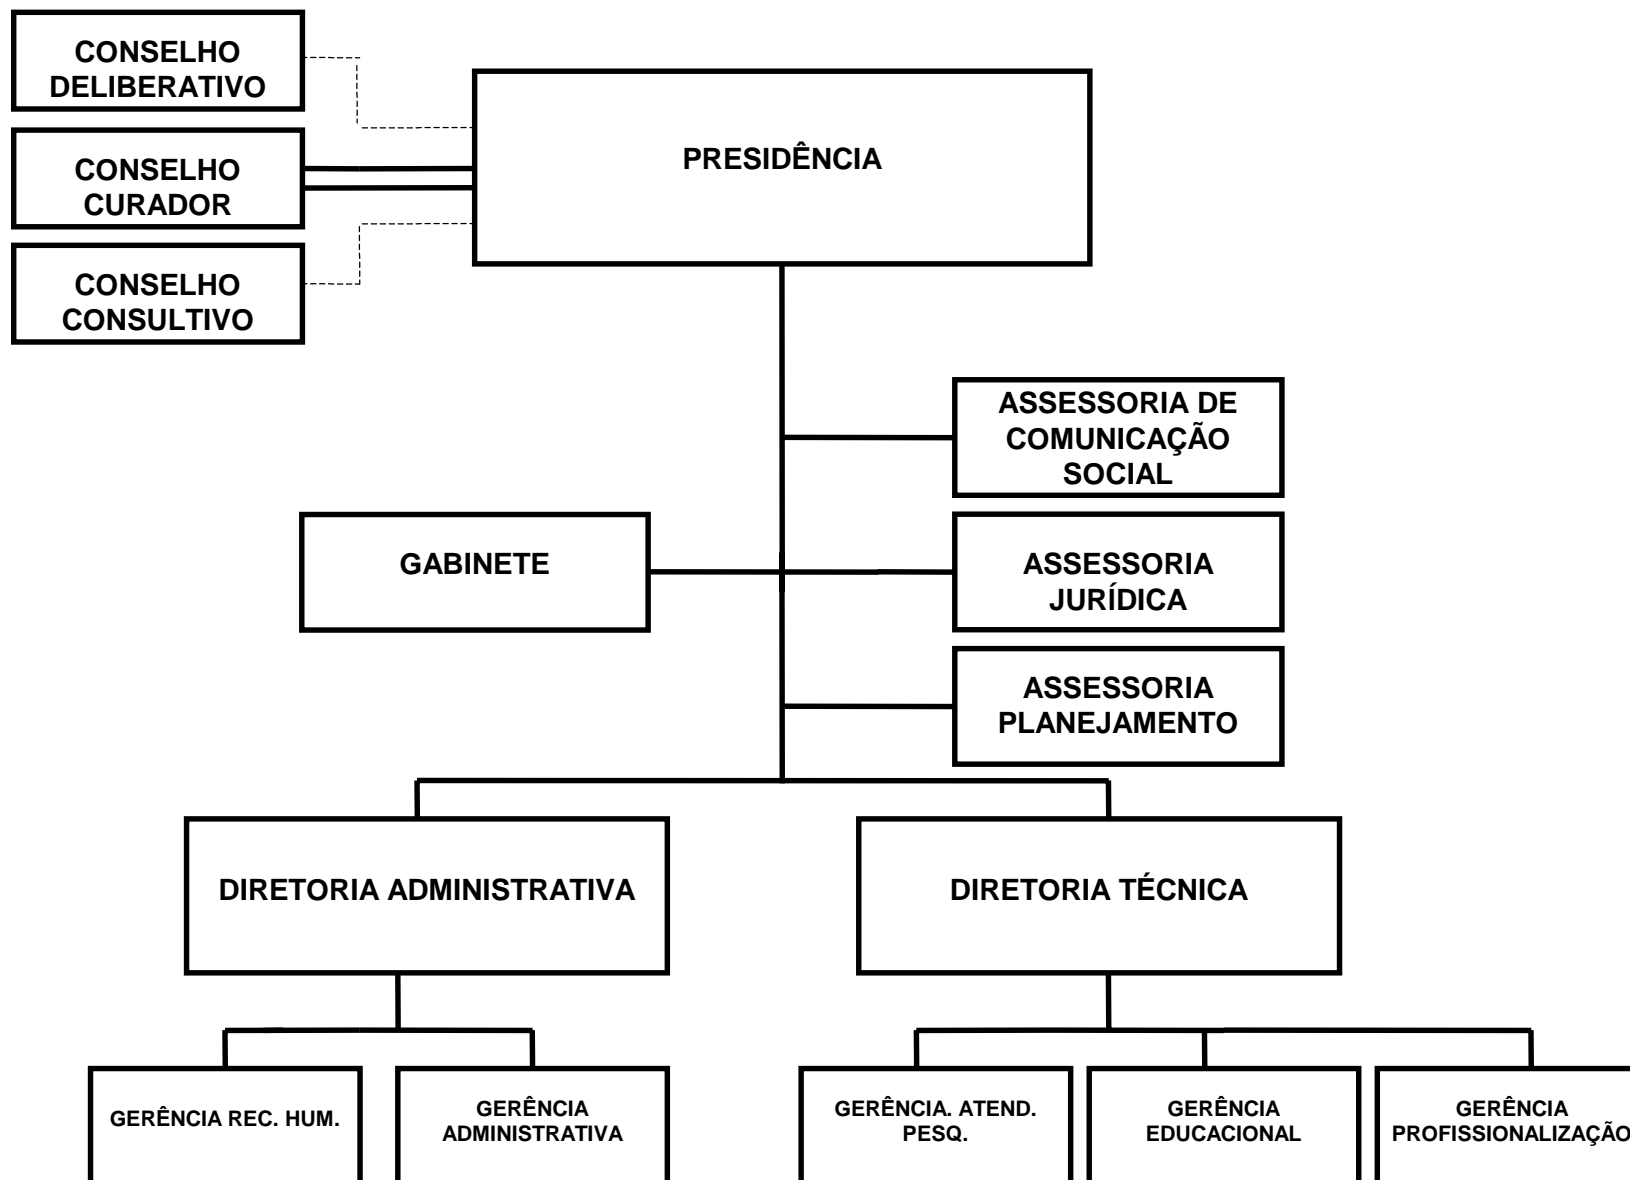 CONSELHO
DELIBERATIVO
CONSELHO
CURADOR
CONSELHO
CONSULTIVO
PRESIDÊNCIA
ASSESSORIA DE
COMUNICAÇÃO
SOCIAL
GABINETE
ASSESSORIA
JURÍDICA
ASSESSORIA
PLANEJAMENTO
DIRETORIA ADMINISTRATIVA
DIRETORIA TÉCNICA
GERÊNCIA REC. HUM.
GERÊNCIA
ADMINISTRATIVA
GERÊNCIA. ATEND.
PESQ.
GERÊNCIA
EDUCACIONAL
GERÊNCIA
PROFISSIONALIZAÇÃO